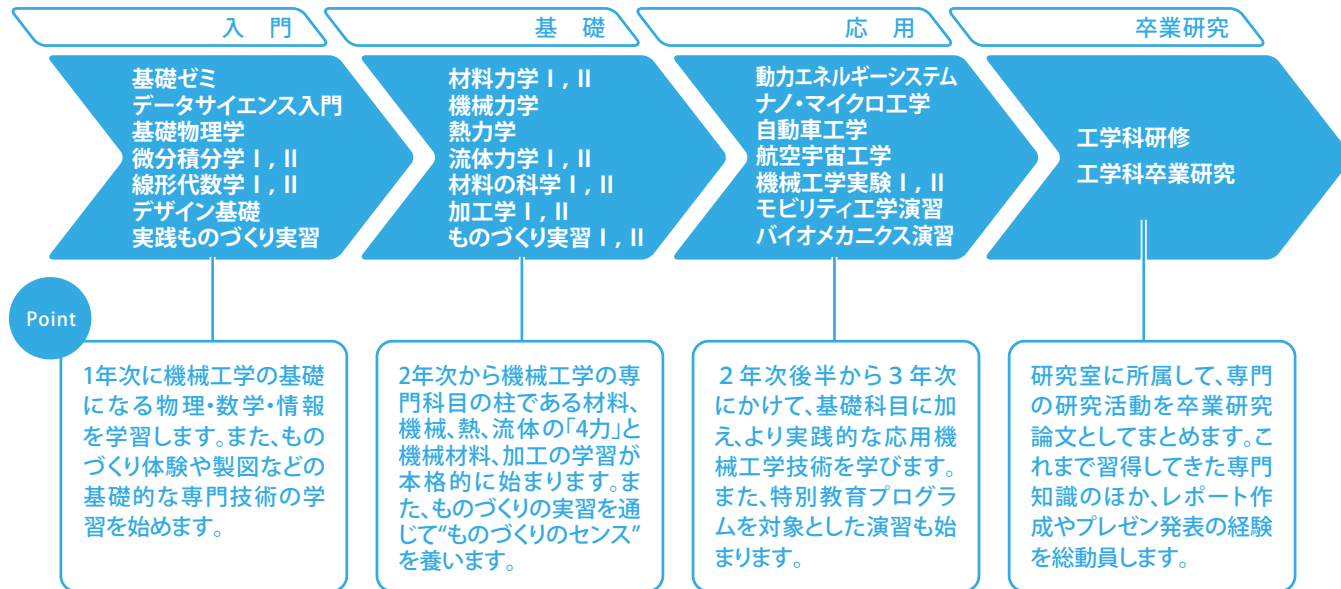 入 門
基 礎
応 用
卒業研究
基礎ゼミ
データサイエンス入門
基礎物理学
微分積分学 I , II
線形代数学 I , II
デザイン基礎
実践ものづくり実習
材料力学 I , II
機械力学
熱力学
流体力学 I , II
材料の科学 I , II
加工学 I , II
ものづくり実習 I , II
動力エネルギーシステム
ナノ・マイクロ工学
自動車工学
航空宇宙工学
機械工学実験 I , II
モビリティ工学演習
バイオメカニクス演習
工学科研修
工学科卒業研究
Point
1年次に機械工学の基礎
になる物理・数学・情報
を学習します。また、もの
づくり体験や製図などの
基礎的な専門技術の学
習を始めます。
2年次から機械工学の専
門科目の柱である材料、
機械、熱、流体の「4力」と
機械材料、加工の学習が
本格的に始まります。ま
た、ものづくりの実習を通
じて“ものづくりのセンス”
を養います。
2年次後半から3年次
にかけて、基礎科目に加
え、より実践的な応用機
械工学技術を学びます。
また、特別教育プログラ
ムを対象とした演習も始
まります。
研究室に所属して、専門
の研究活動を卒業研究
論文としてまとめます。こ
れまで習得してきた専門
知識のほか、レポート作
成やプレゼン発表の経験
を総動員します。